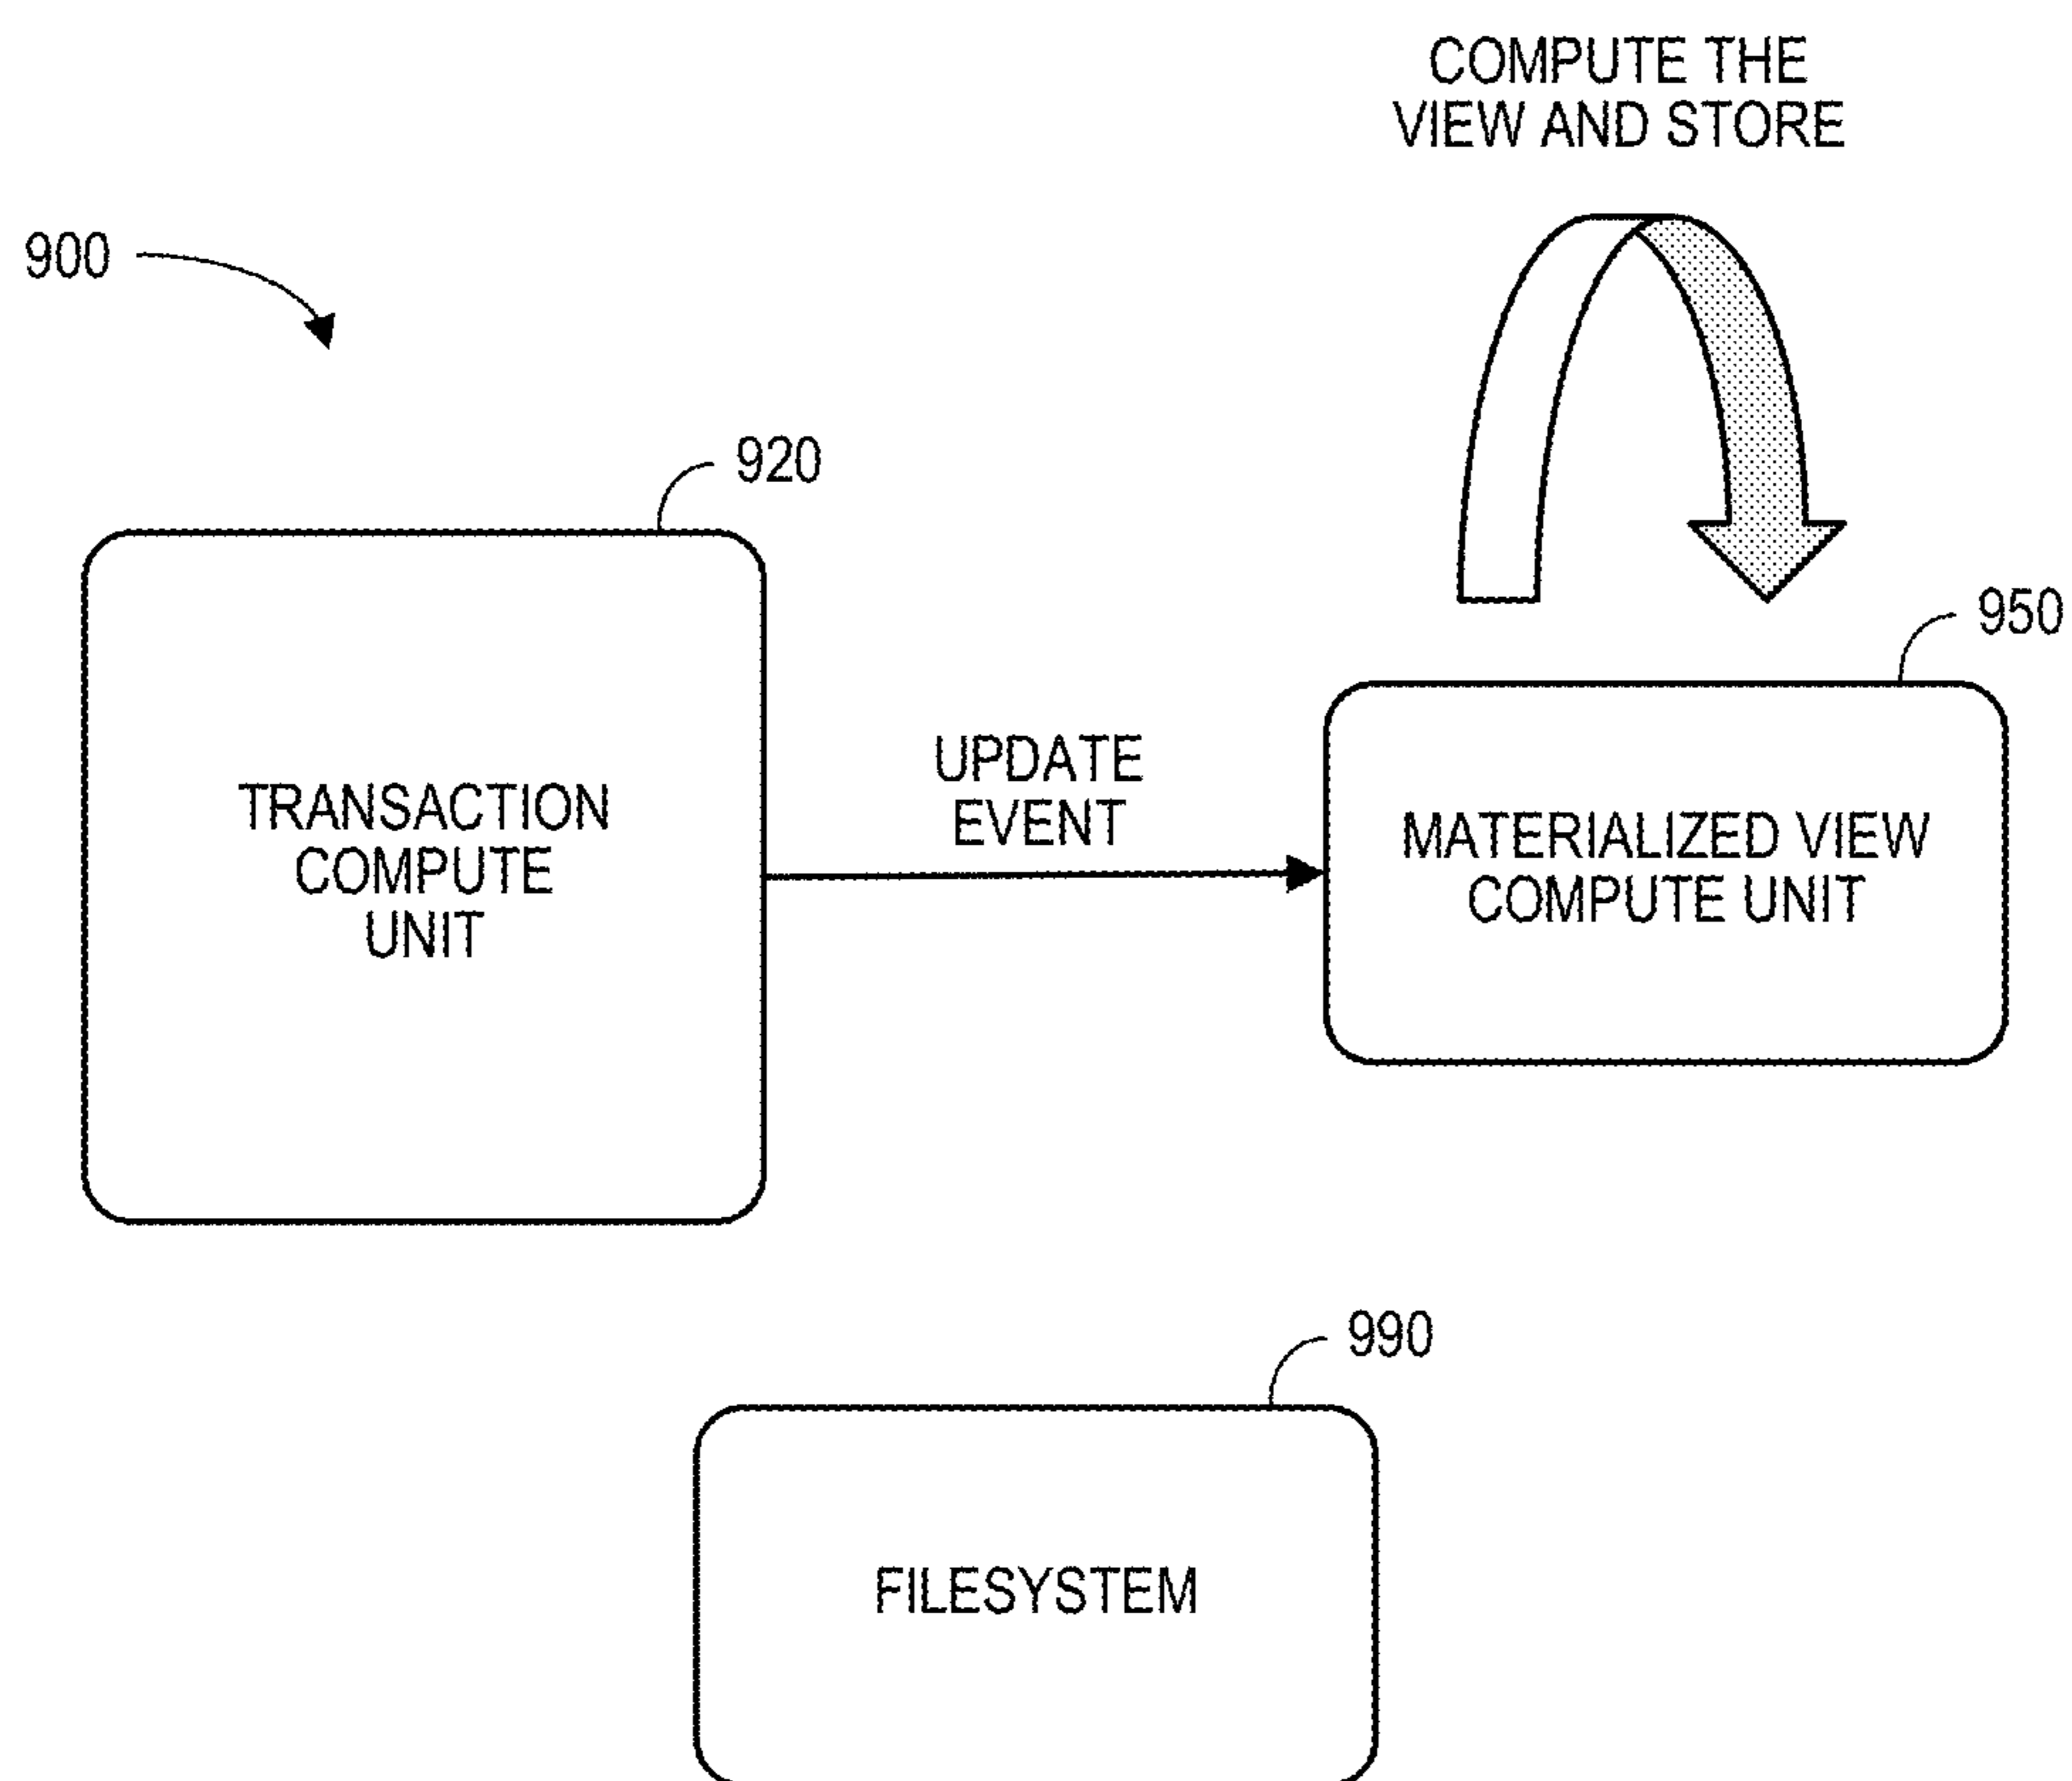 COMPUTE THE
VIEW AND STORE
900
920
950
TRANSACTION
COMPUTE
UNIT
UPDATE
EVENT
MATERIALIZED VIEW
COMPUTE UNIT
990
FILESYSTEM